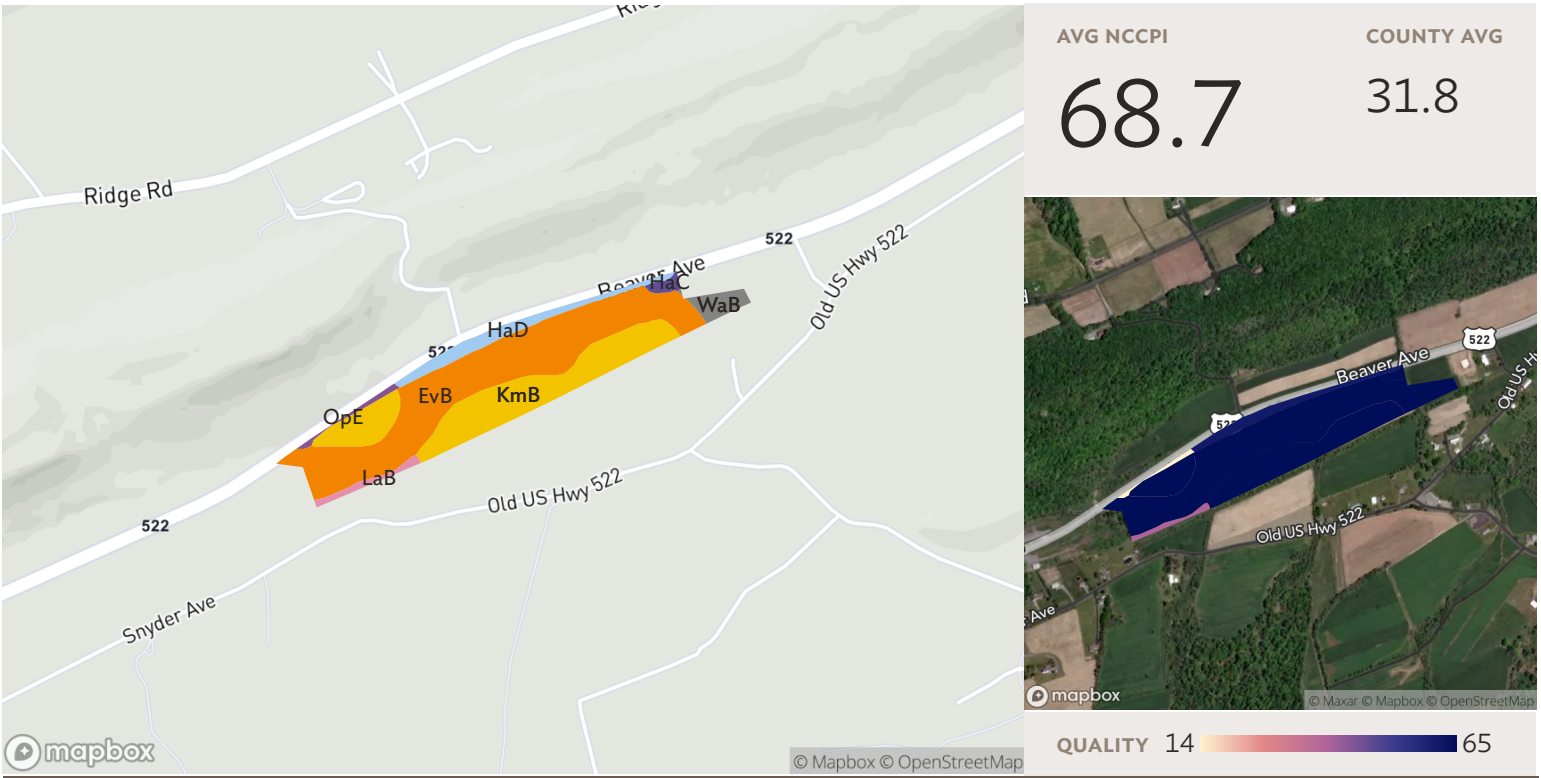 Ridge Rd
522
Beaver Ave
HaC
WaB
HaD
Old US Hwy 522
EvB
KmB
OpE
LaB
Old US Hwy 522
522
Snyder Ave
mapbox
© Mapbox © OpenStreetMap
AVG NCCPI
68.7
COUNTY AVG
31.8
522
Beaver Ave
Old US Hwy 522
mapbox
© Maxar © Mapbox © OpenStreetMap
QUALITY 14 65